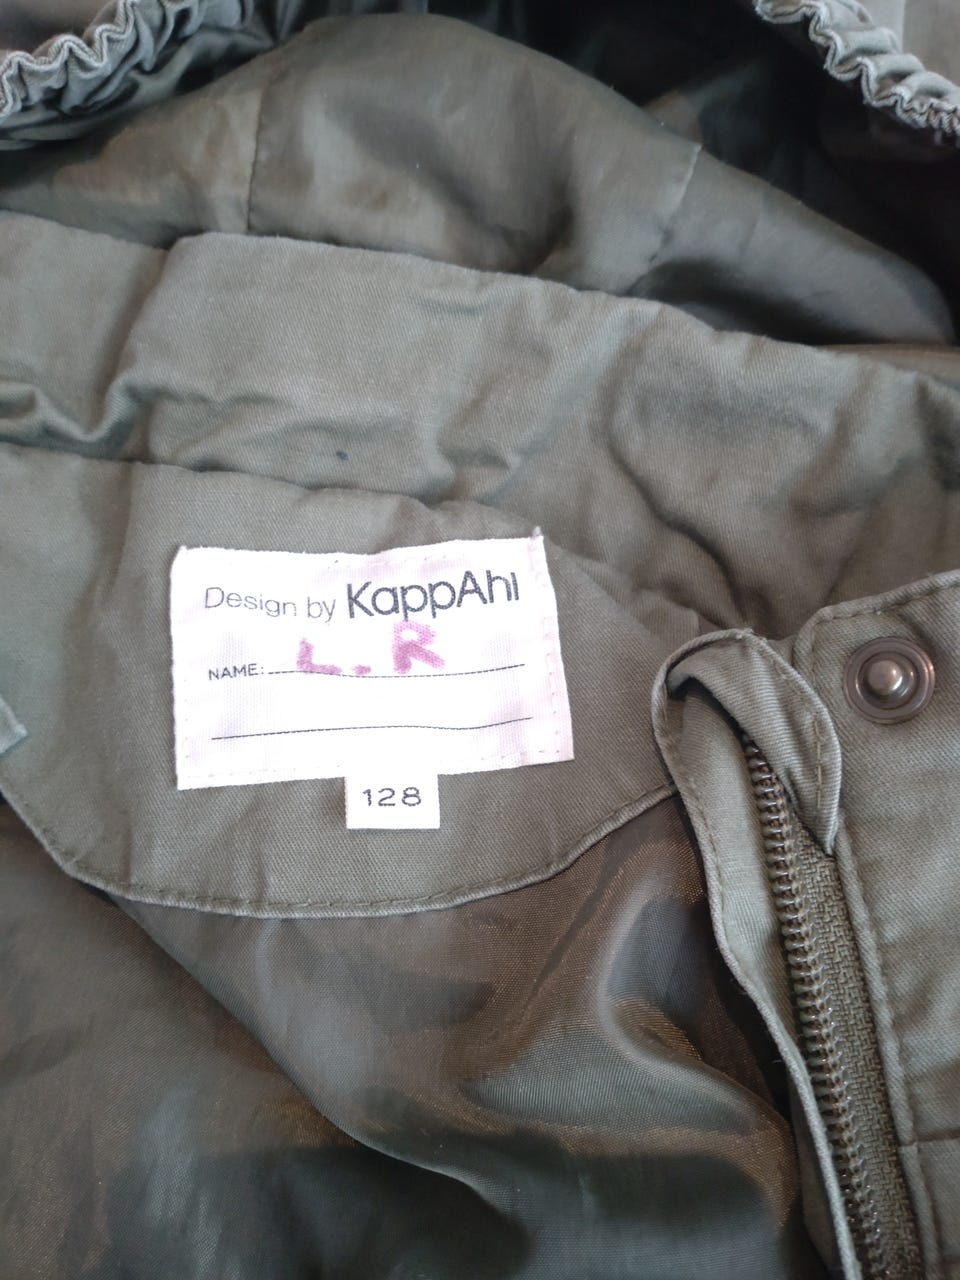 Design by KappAhl
NAME: L.R
128